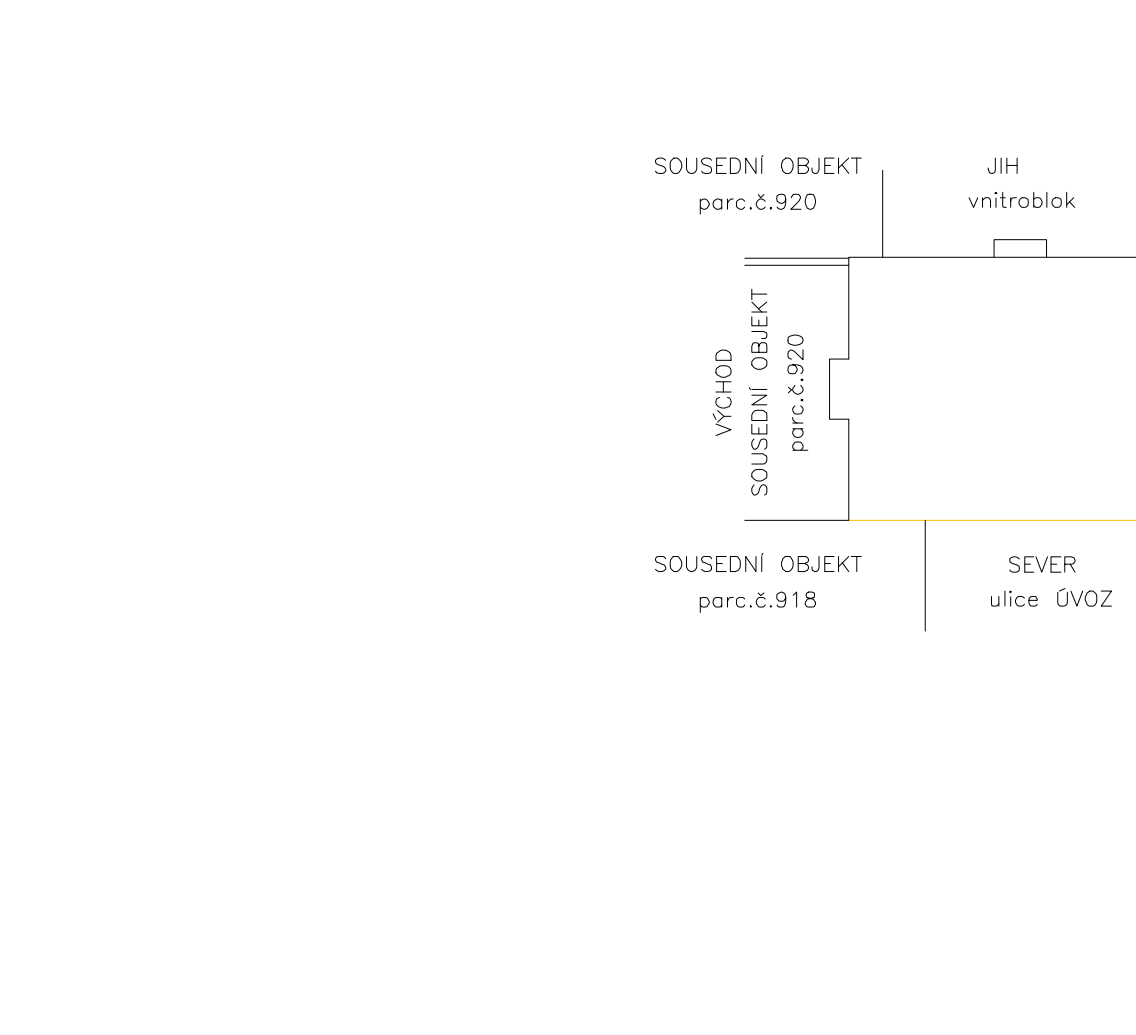 SOUSEDNÍ OBJEKT
parc.č.920
JIH
vnitroblok
VÝCHOD
SOUSEDNÍ OBJEKT
parc.č.920
SOUSEDNÍ OBJEKT
parc.č.918
SEVER
ulice ÚVOZ